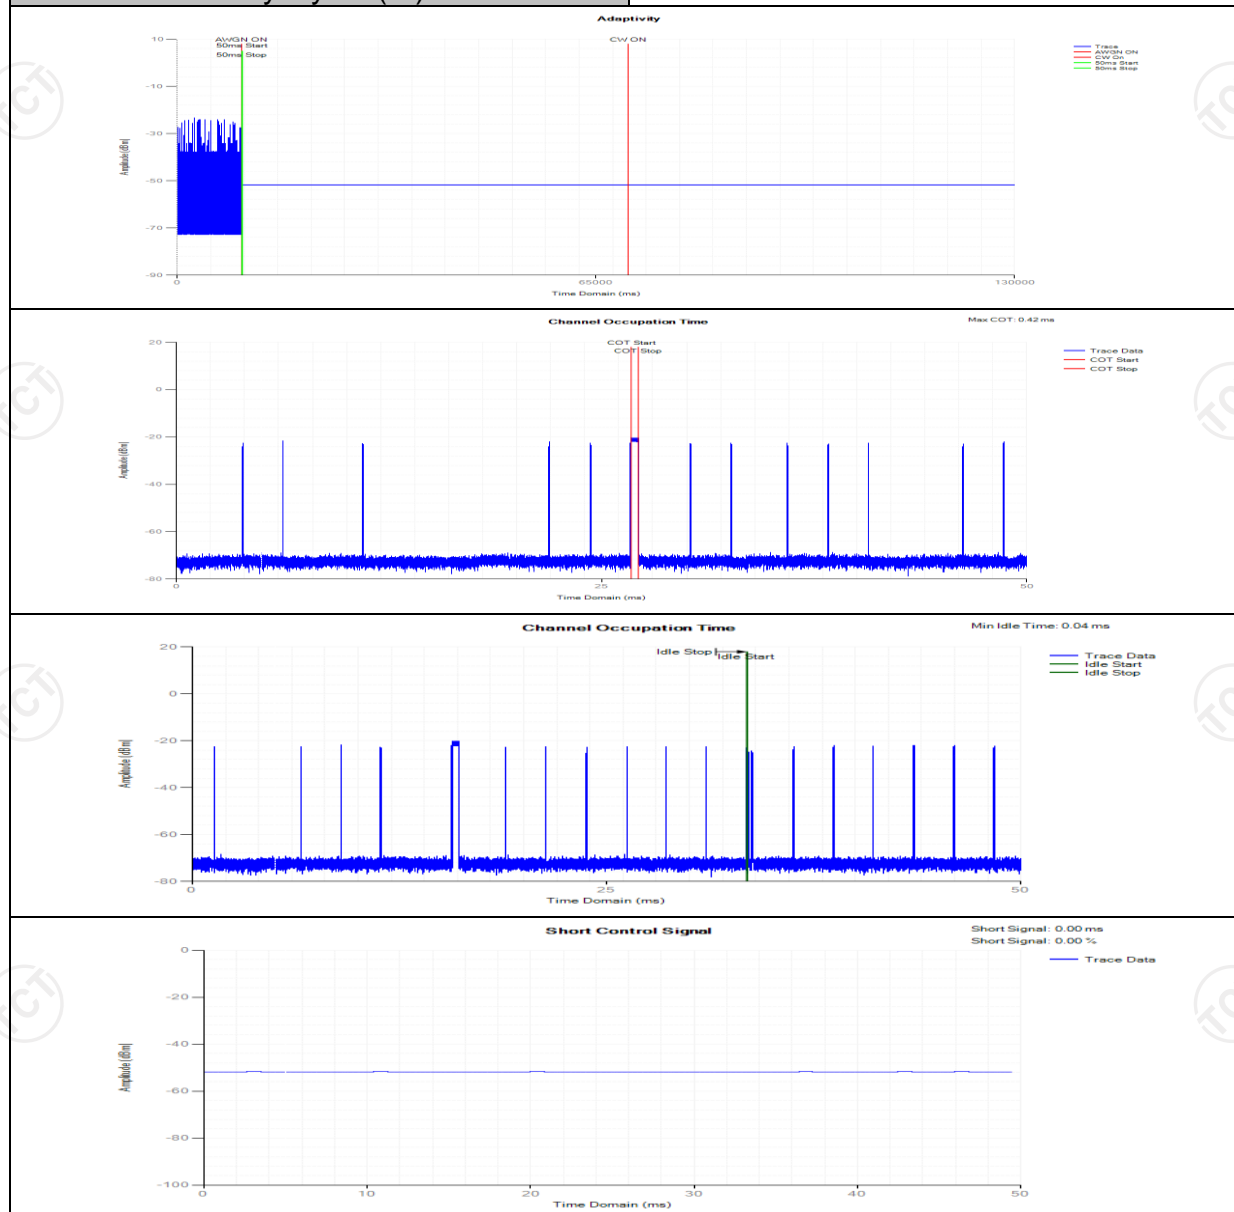 Adaptivity
10
-10
-30
-50
-70
-90
Amplitude (dBm)
AWGN ON
50ms Start
50ms Stop
CW ON
Trace
AWGN ON
CW On
50ms Start
50ms Stop
0
65000
130000
Time Domain (ms)
Channel Occupation Time
Max COT: 0.42 ms
20
0
-20
-40
-60
-80
Amplitude (dBm)
COT Start
COT Stop
Trace Data
COT Start
COT Stop
0
25
50
Time Domain (ms)
Channel Occupation Time
Min Idle Time: 0.04 ms
20
0
-20
-40
-60
-80
Amplitude (dBm)
Idle Stop
Idle Start
Trace Data
Idle Start
Idle Stop
0
25
50
Time Domain (ms)
Short Control Signal
Short Signal: 0.00 ms
Short Signal: 0.00 %
0
-20
-40
-60
-80
-100
Amplitude (dBm)
Trace Data
0
10
20
30
40
50
Time Domain (ms)
TCT
TCT
TCT
TCT